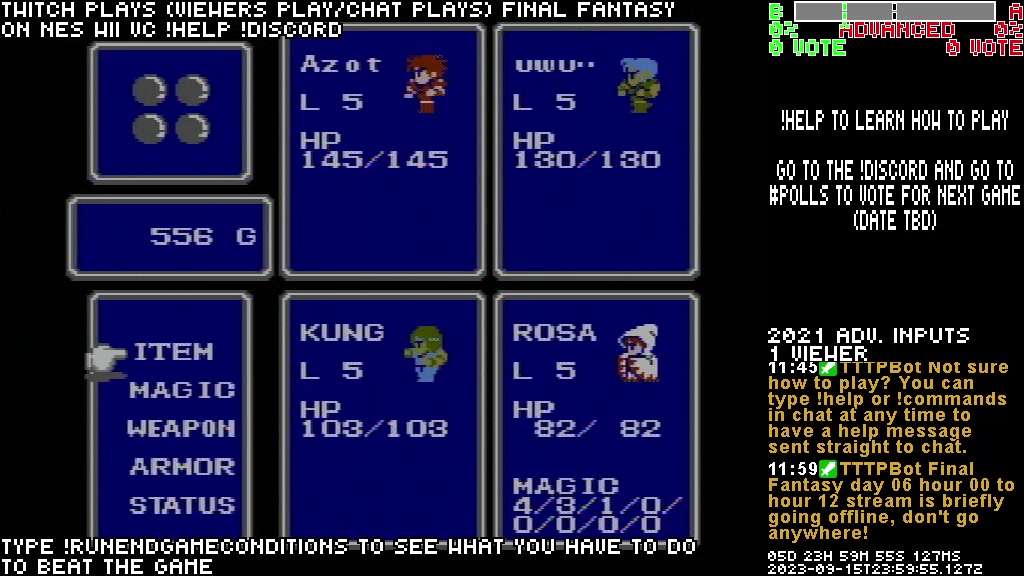 TWITCH PLAYS (VIEWERS PLAY/CHAT PLAYS) FINAL FANTASY
ON NES WII VC !HELP !DISCORD
B
A
0%
ADVANCED
0%
0 VOTE
0 VOTE
Azot
L 5
HP
145/145
uwu··
L 5
HP
130/130
556 G
!HELP TO LEARN HOW TO PLAY
GO TO THE !DISCORD AND GO TO
#POLLS TO VOTE FOR NEXT GAME
(DATE TBD)
ITEM
MAGIC
WEAPON
ARMOR
STATUS
KUNG
L 5
HP
103/103
ROSA
L 5
HP
82/ 82
MAGIC
4/3/1/0/
0/0/0/0
2021 ADV. INPUTS
1 VIEWER
11:45 TTTPBot Not sure
how to play? You can
type !help or !commands
in chat at any time to
have a help message
sent straight to chat.
11:59 TTTPBot Final
Fantasy day 06 hour 00 to
hour 12 stream is briefly
going offline, don't go
anywhere!
05D 23H 59M 55S 127MS
2023-09-15T23:59:55.127Z
TYPE !RUNENDGAMECONDITIONS TO SEE WHAT YOU HAVE TO DO
TO BEAT THE GAME